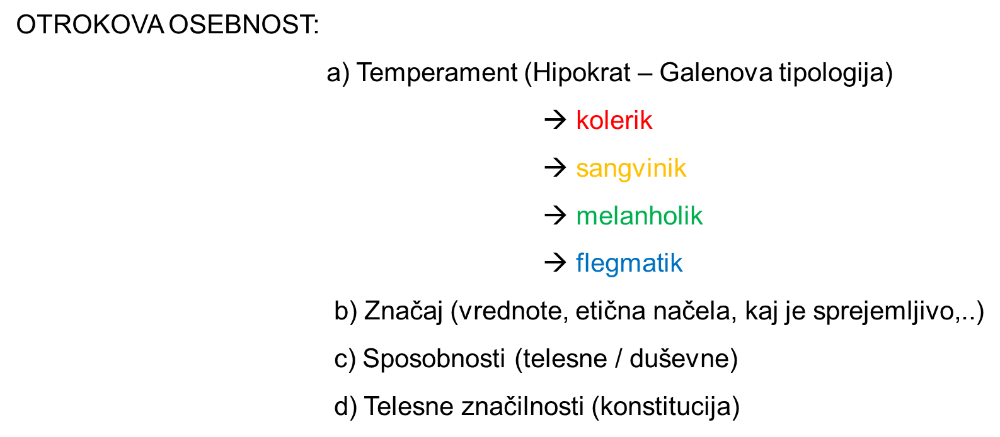 OTROKOVA OSEBNOST:
a) Temperament (Hipokrat – Galenova tipologija)
→ kolerik
→ sangvinik
→ melanholik
→ flegmatik
b) Značaj (vrednote, etična načela, kaj je sprejemljivo,..)
c) Sposobnosti (telesne / duševne)
d) Telesne značilnosti (konstitucija)